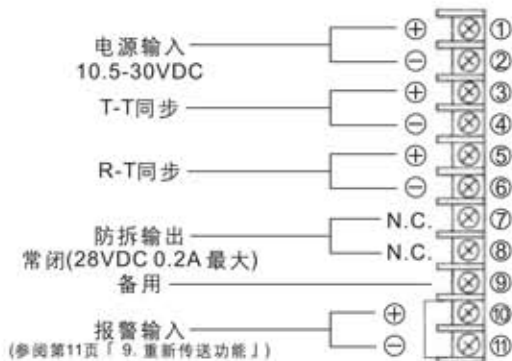 电源输入 ⊕ ①
10.5-30VDC ⊖ ②
T-T同步 ⊕ ③
⊖ ④
R-T同步 ⊕ ⑤
⊖ ⑥
防拆输出 N.C. ⑦
常闭(28VDC 0.2A 最大) N.C. ⑧
备用 ⑨
报警输入 ⊕ ⑩
(参阅第11页「 9. 重新传送功能」) ⊖ ⑪